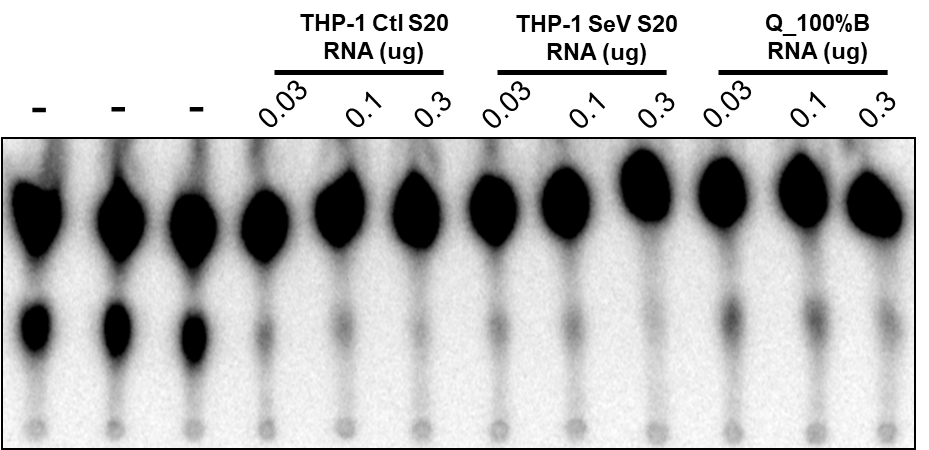 THP-1 Ctl S20
RNA (ug)
THP-1 SeV S20
RNA (ug)
Q_100%B
RNA (ug)
- - - 0.03 0.1 0.3 0.03 0.1 0.3 0.03 0.1 0.3